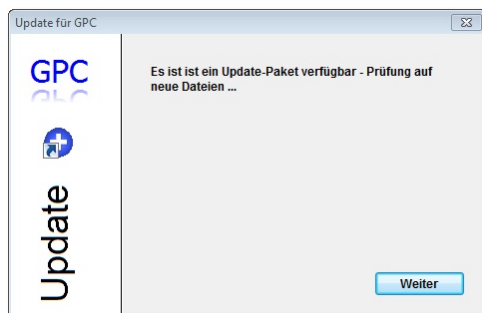 Update für GPC
GPC
Update
Es ist ist ein Update-Paket verfügbar - Prüfung auf
neue Dateien ...
Weiter